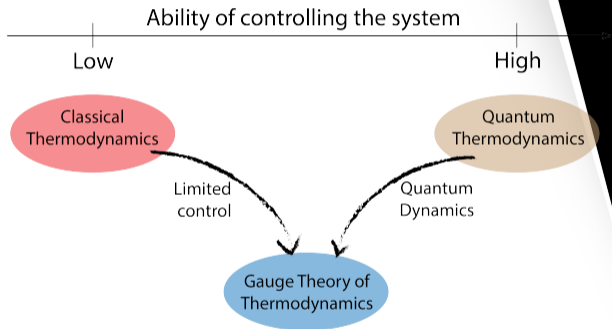 Ability of controlling the system
Low
High
Classical
Thermodynamics
Quantum
Thermodynamics
Limited
control
Quantum
Dynamics
Gauge Theory of
Thermodynamics